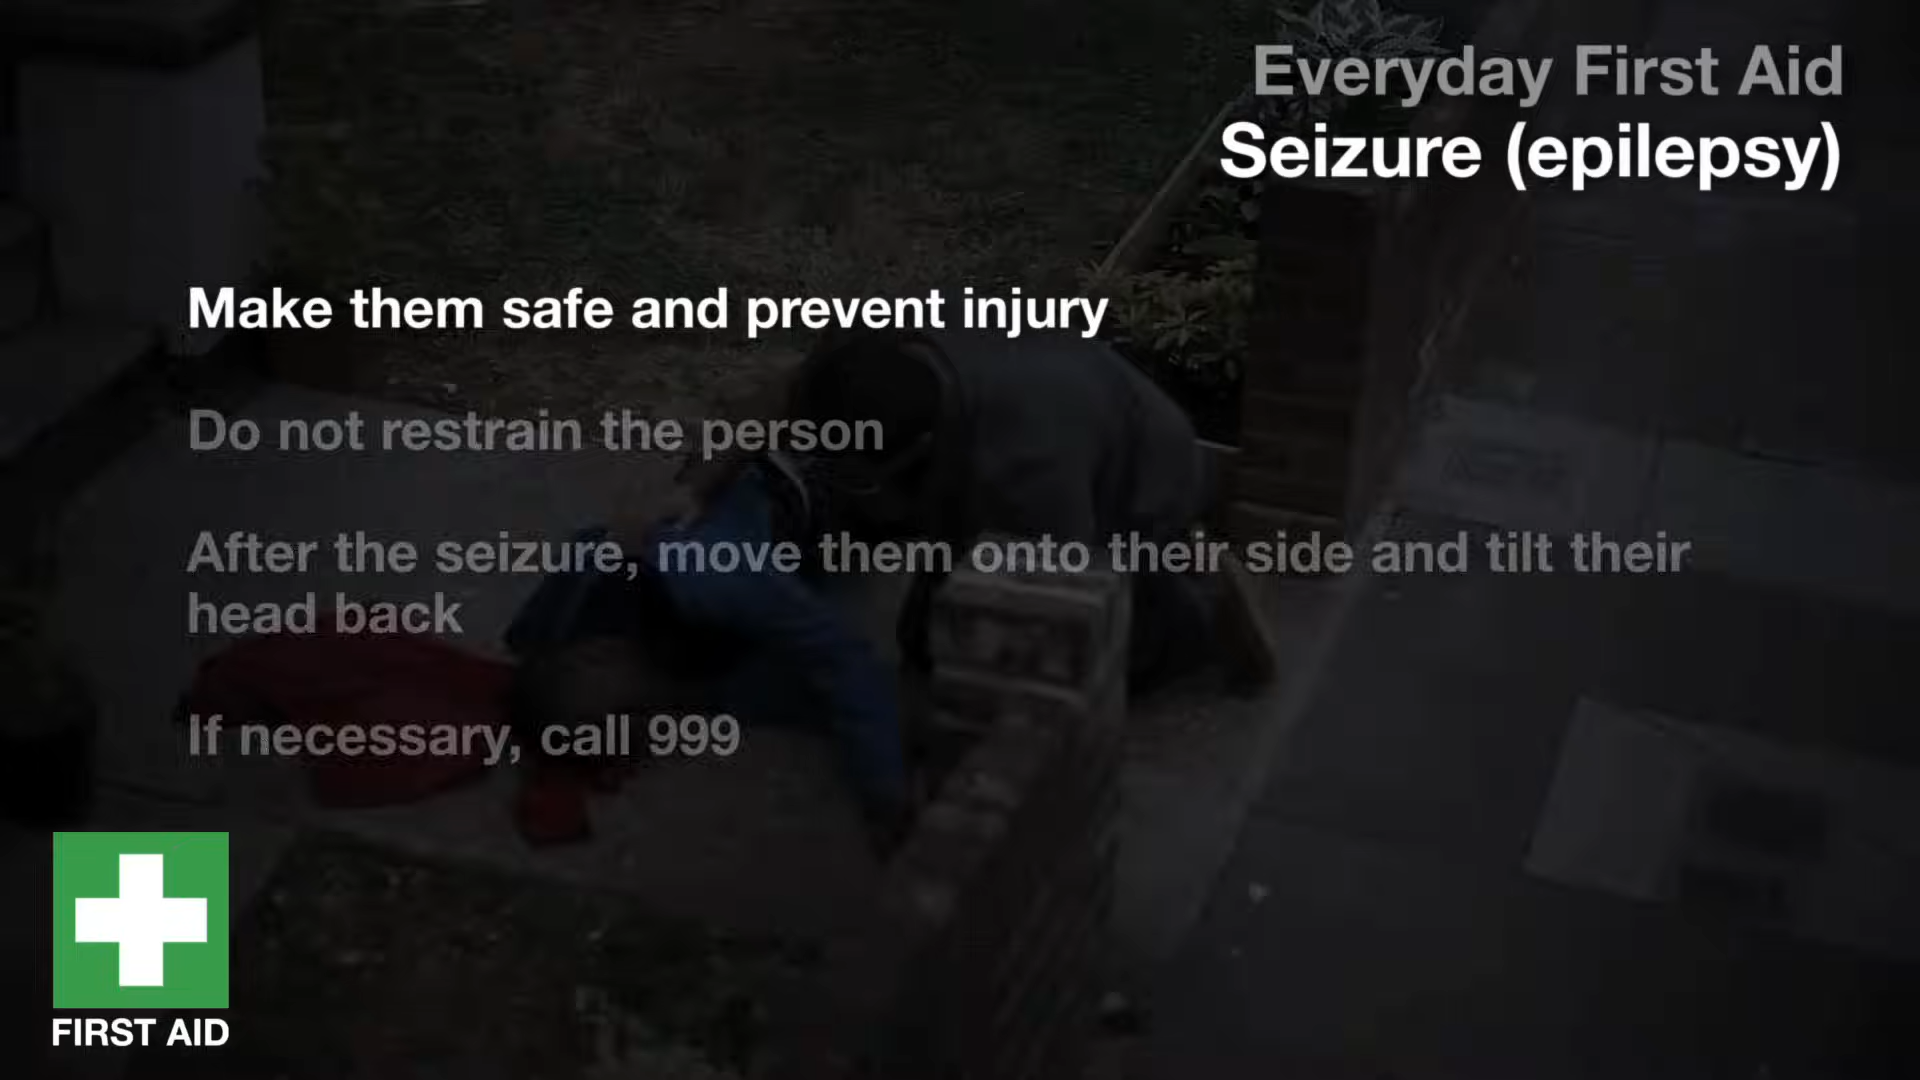 Everyday First Aid
Seizure (epilepsy)
Make them safe and prevent injury
Do not restrain the person
After the seizure, move them onto their side and tilt their
head back
If necessary, call 999
FIRST AID